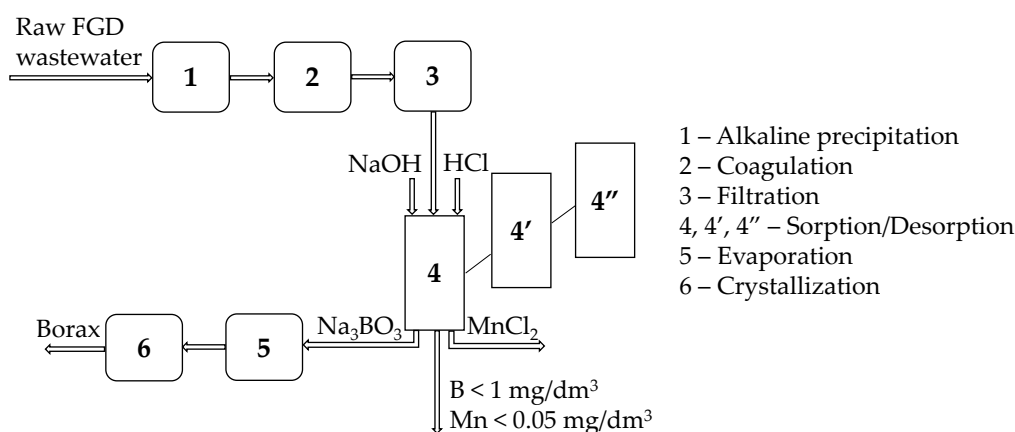 Raw FGD
wastewater
1
2
3
NaOH
HCl
4
4′
4″
1 – Alkaline precipitation
2 – Coagulation
3 – Filtration
4, 4′, 4″ – Sorption/Desorption
5 – Evaporation
6 – Crystallization
Borax
6
5
Na₃BO₃
MnCl₂
B < 1 mg/dm³
Mn < 0.05 mg/dm³